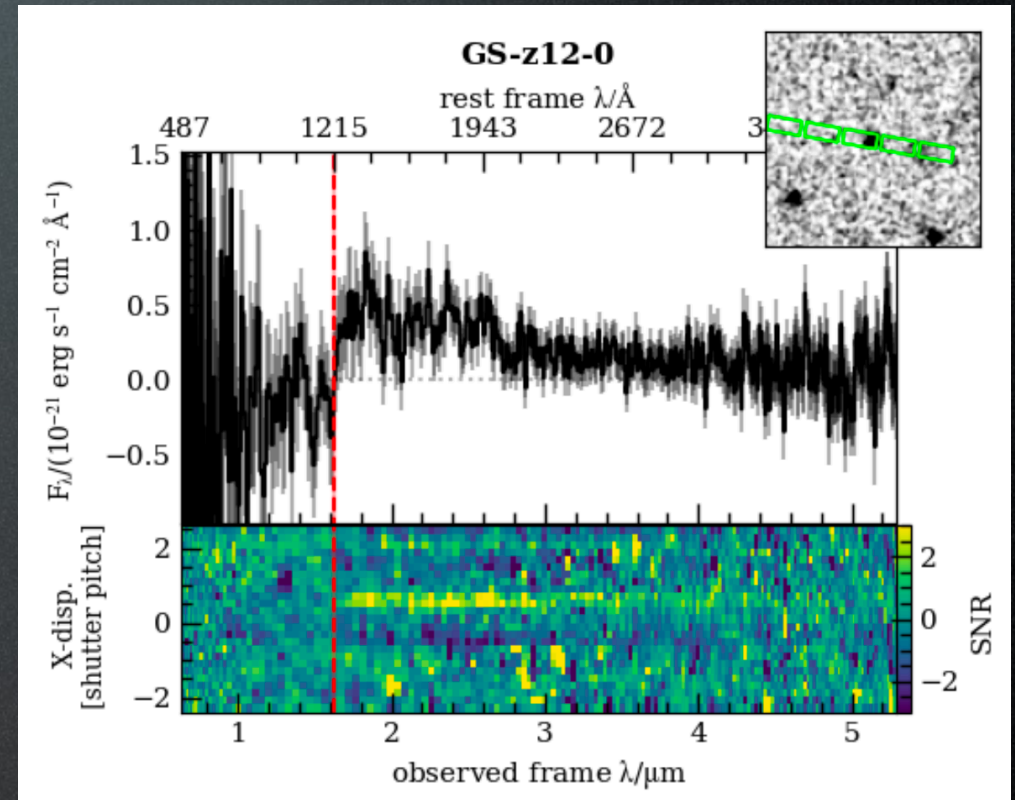 GS-z12-0
rest frame λ/Å
487 1215 1943 2672 3
1.5
1.0
0.5
0.0
−0.5
F_λ/(10⁻²¹ erg s⁻¹ cm⁻² Å⁻¹)
2
0
−2
X-disp.
[shutter pitch]
2
0
−2
SNR
1 2 3 4 5
observed frame λ/μm